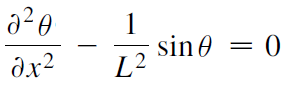 ∂²θ/∂x² − 1/L² sin θ = 0